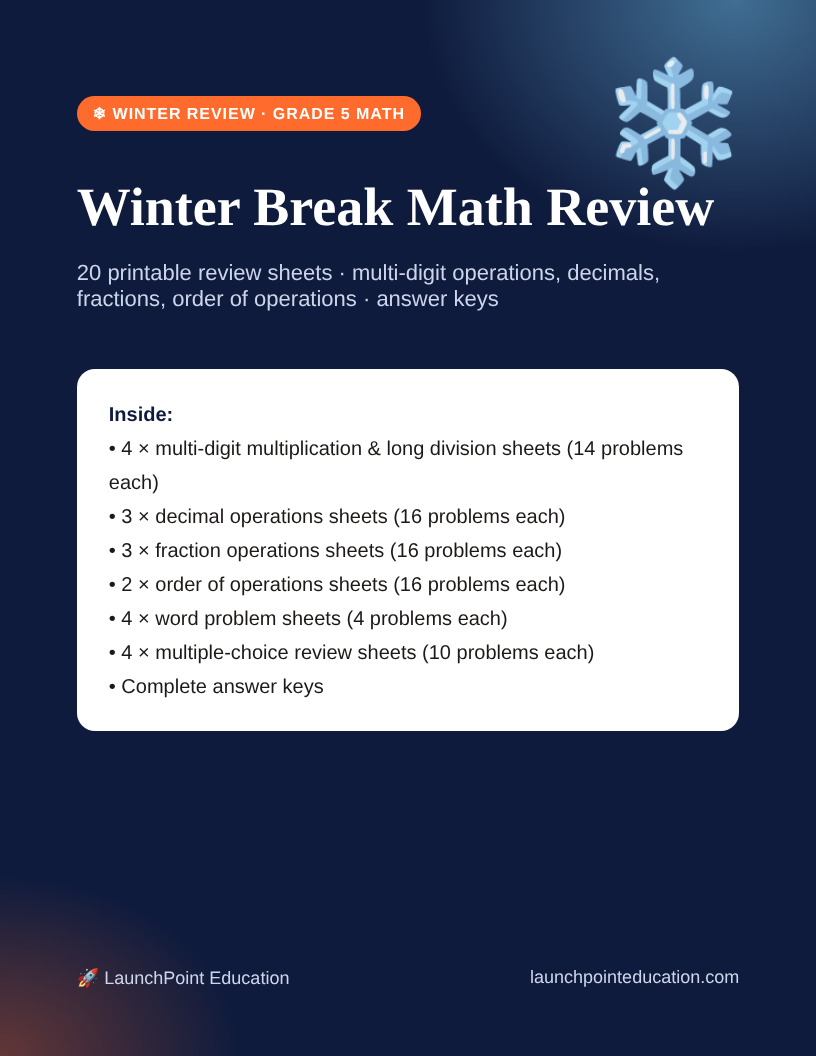 ❄ WINTER REVIEW · GRADE 5 MATH
Winter Break Math Review
20 printable review sheets · multi-digit operations, decimals,
fractions, order of operations · answer keys
Inside:
• 4 × multi-digit multiplication & long division sheets (14 problems
each)
• 3 × decimal operations sheets (16 problems each)
• 3 × fraction operations sheets (16 problems each)
• 2 × order of operations sheets (16 problems each)
• 4 × word problem sheets (4 problems each)
• 4 × multiple-choice review sheets (10 problems each)
• Complete answer keys
🚀 LaunchPoint Education
launchpointeducation.com